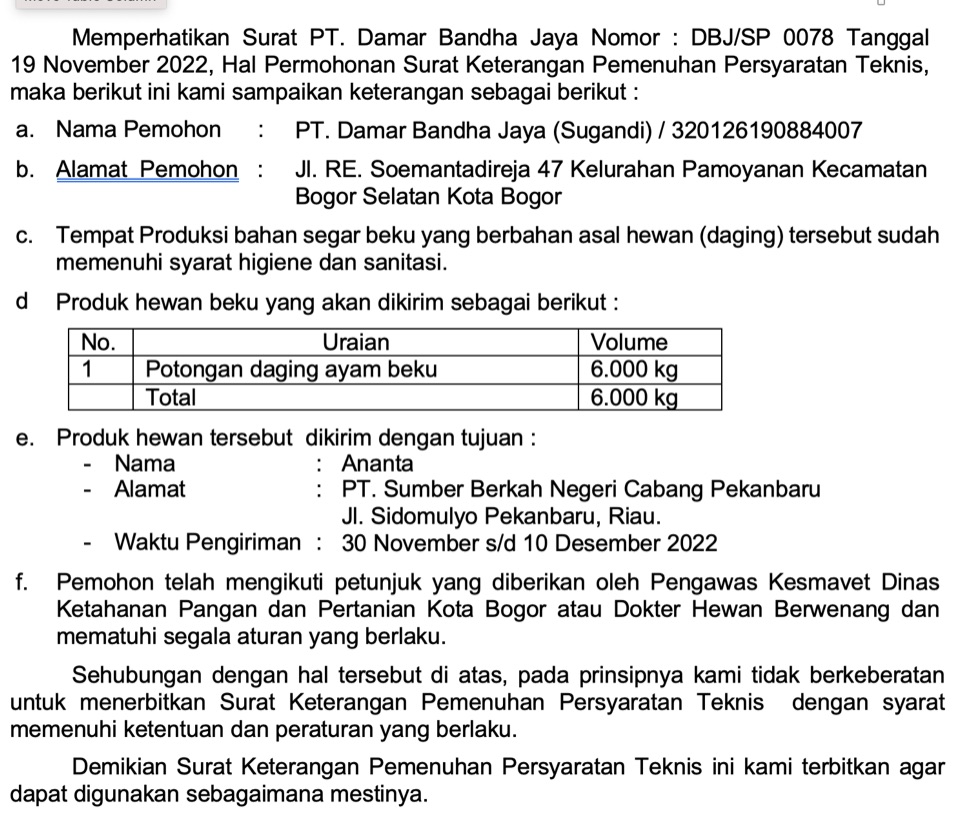 Memperhatikan Surat PT. Damar Bandha Jaya Nomor : DBJ/SP 0078 Tanggal
19 November 2022, Hal Permohonan Surat Keterangan Pemenuhan Persyaratan Teknis,
maka berikut ini kami sampaikan keterangan sebagai berikut :
a. Nama Pemohon : PT. Damar Bandha Jaya (Sugandi) / 320126190884007
b. Alamat Pemohon : Jl. RE. Soemantadireja 47 Kelurahan Pamoyanan Kecamatan
Bogor Selatan Kota Bogor
c. Tempat Produksi bahan segar beku yang berbahan asal hewan (daging) tersebut sudah
memenuhi syarat higiene dan sanitasi.
d Produk hewan beku yang akan dikirim sebagai berikut :
No. Uraian Volume
1 Potongan daging ayam beku 6.000 kg
Total 6.000 kg
e. Produk hewan tersebut dikirim dengan tujuan :
- Nama : Ananta
- Alamat : PT. Sumber Berkah Negeri Cabang Pekanbaru
Jl. Sidomulyo Pekanbaru, Riau.
- Waktu Pengiriman : 30 November s/d 10 Desember 2022
f. Pemohon telah mengikuti petunjuk yang diberikan oleh Pengawas Kesmavet Dinas
Ketahanan Pangan dan Pertanian Kota Bogor atau Dokter Hewan Berwenang dan
mematuhi segala aturan yang berlaku.
Sehubungan dengan hal tersebut di atas, pada prinsipnya kami tidak berkeberatan
untuk menerbitkan Surat Keterangan Pemenuhan Persyaratan Teknis dengan syarat
memenuhi ketentuan dan peraturan yang berlaku.
Demikian Surat Keterangan Pemenuhan Persyaratan Teknis ini kami terbitkan agar
dapat digunakan sebagaimana mestinya.